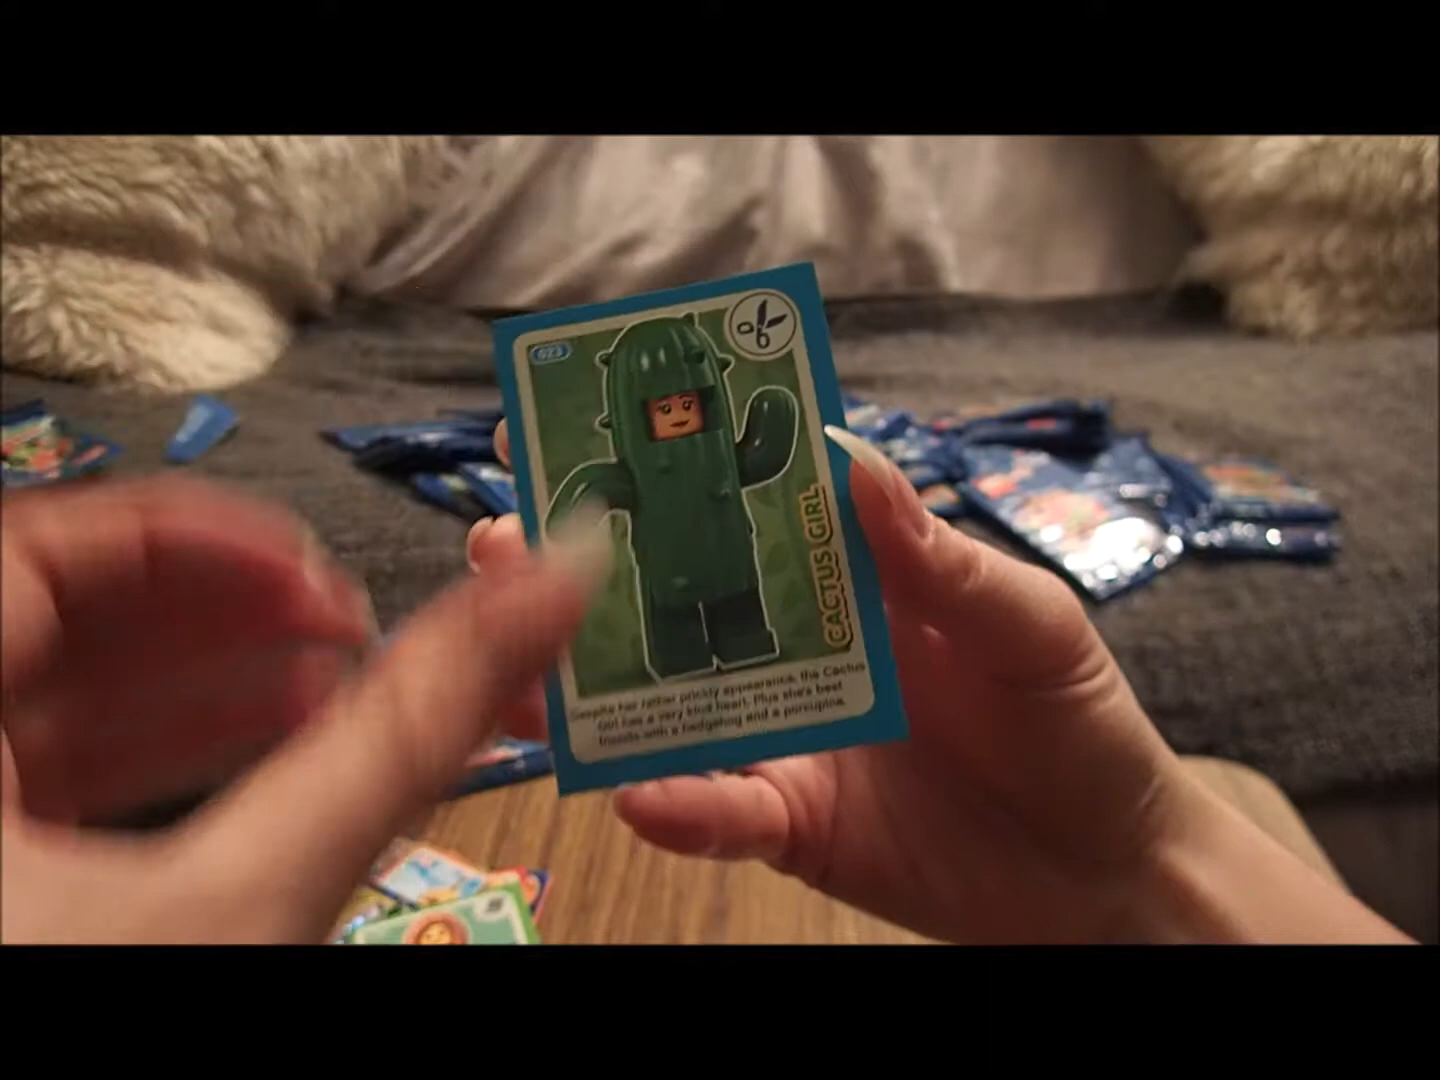 023
CACTUS GIRL
Despite her rather prickly appearance, the Cactus
Girl has a very kind heart. Plus she's best
friends with a hedgehog and a porcupine.